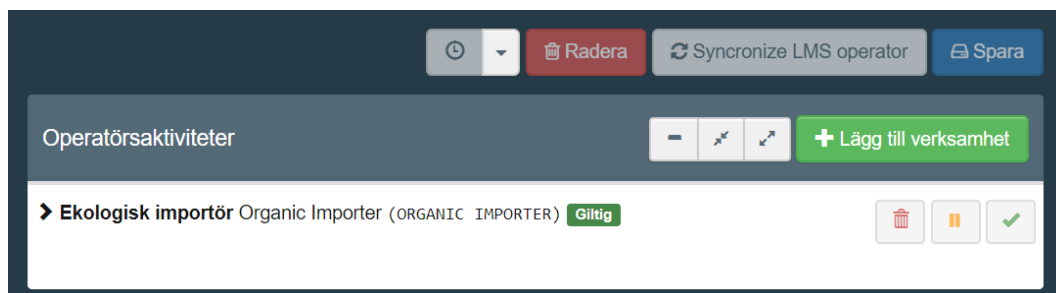 Radera Syncronize LMS operator Spara
Operatörsaktiviteter Lägg till verksamhet
Ekologisk importör Organic Importer (ORGANIC IMPORTER) Giltig